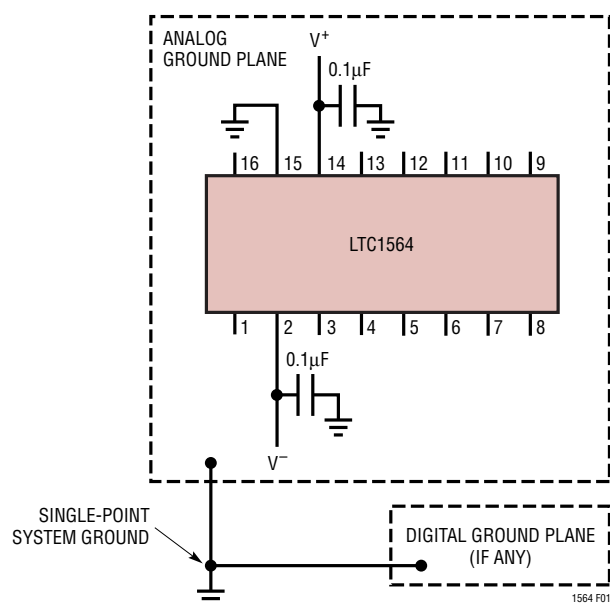 ANALOG
GROUND PLANE
V+
0.1µF
16 15 14 13 12 11 10 9
LTC1564
1 2 3 4 5 6 7 8
0.1µF
V−
SINGLE-POINT
SYSTEM GROUND
DIGITAL GROUND PLANE
(IF ANY)
1564 F01